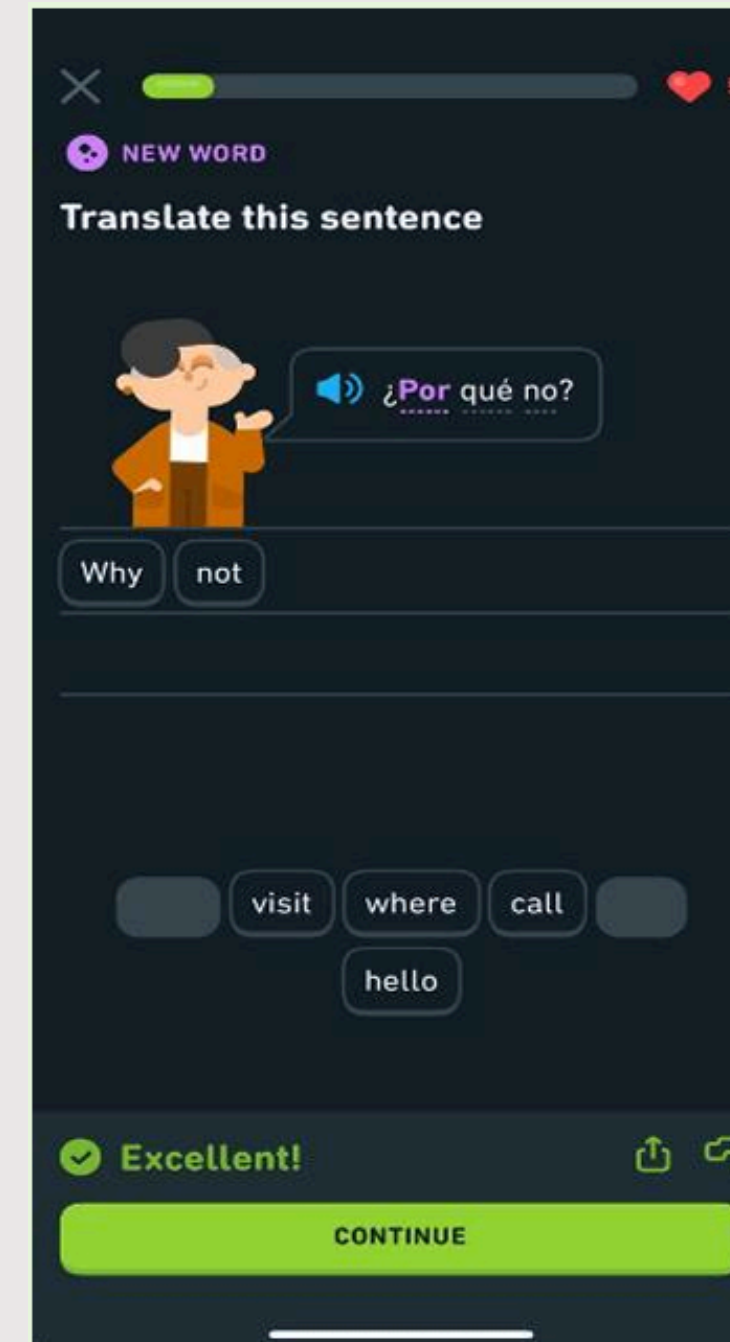 NEW WORD
Translate this sentence
¿Por qué no?
Why not
visit where call
hello
Excellent!
CONTINUE